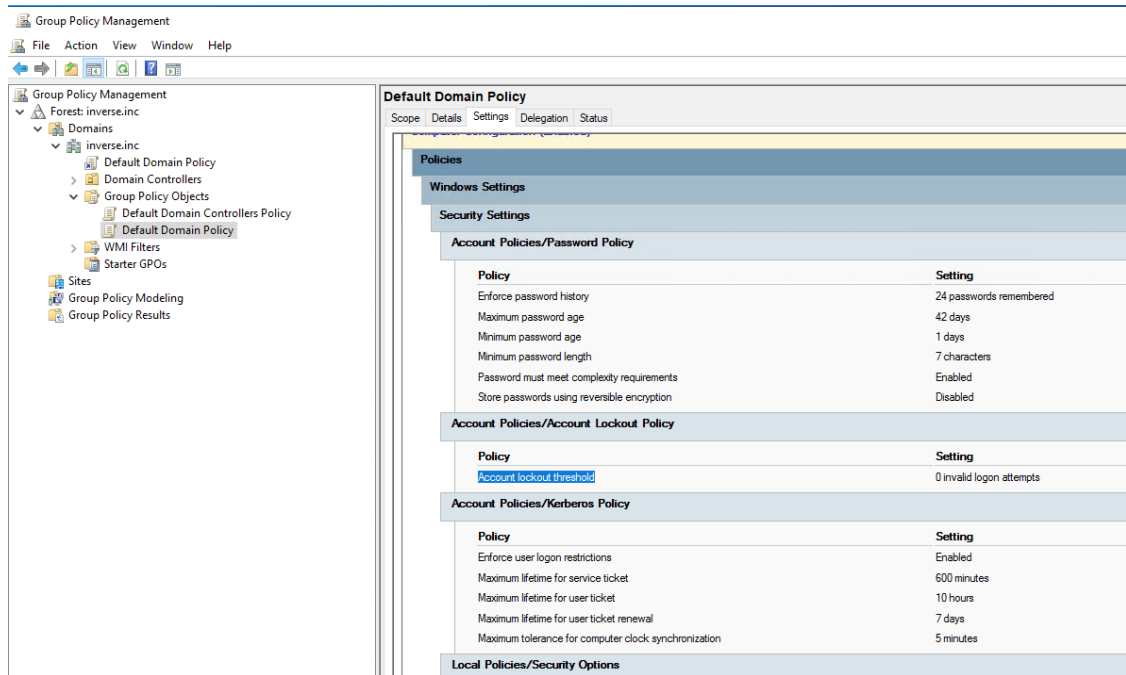 Group Policy Management
File Action View Window Help
Group Policy Management
Forest: inverse.inc
Domains
inverse.inc
Default Domain Policy
Domain Controllers
Group Policy Objects
Default Domain Controllers Policy
Default Domain Policy
WMI Filters
Starter GPOs
Sites
Group Policy Modeling
Group Policy Results
Default Domain Policy
Scope Details Settings Delegation Status
Computer Configuration (Enabled)
Policies
Windows Settings
Security Settings
Account Policies/Password Policy
Policy Setting
Enforce password history 24 passwords remembered
Maximum password age 42 days
Minimum password age 1 days
Minimum password length 7 characters
Password must meet complexity requirements Enabled
Store passwords using reversible encryption Disabled
Account Policies/Account Lockout Policy
Policy Setting
Account lockout threshold 0 invalid logon attempts
Account Policies/Kerberos Policy
Policy Setting
Enforce user logon restrictions Enabled
Maximum lifetime for service ticket 600 minutes
Maximum lifetime for user ticket 10 hours
Maximum lifetime for user ticket renewal 7 days
Maximum tolerance for computer clock synchronization 5 minutes
Local Policies/Security Options